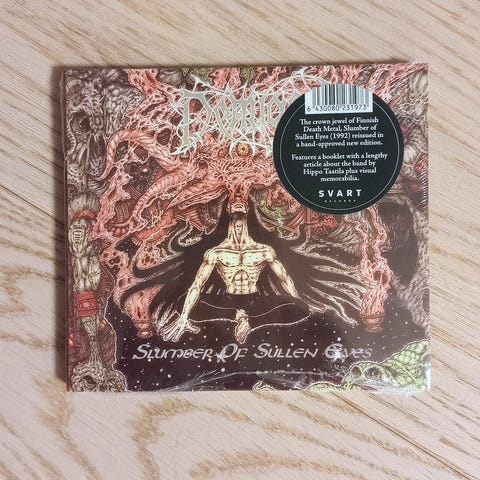 6 430080 231973
The crown jewel of Finnish
Death Metal, Slumber of
Sullen Eyes (1992) reissued in
a band-approved new edition.
Features a booklet with a lengthy
article about the band by
Hippo Taatila plus visual
memorabilia.
SVART
RECORDS
Slumber Of Sullen Eyes